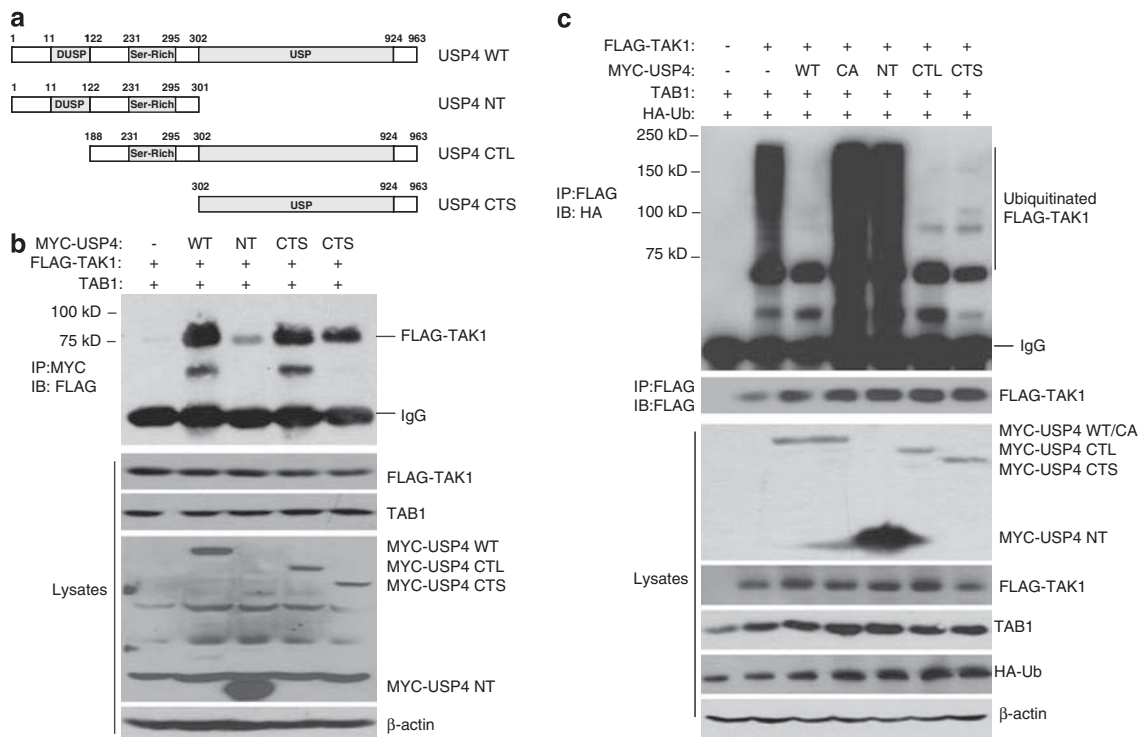 a
1 11 122 231 295 302 924 963
DUSP Ser-Rich USP USP4 WT
1 11 122 231 295 301
DUSP Ser-Rich USP4 NT
188 231 295 302 924 963
Ser-Rich USP4 CTL
302 924 963
USP USP4 CTS
b
MYC-USP4: - WT NT CTS CTS
FLAG-TAK1: + + + + +
TAB1: + + + + +
100 kD
75 kD
FLAG-TAK1
IP:MYC
IB: FLAG
IgG
FLAG-TAK1
TAB1
MYC-USP4 WT
MYC-USP4 CTL
MYC-USP4 CTS
Lysates
MYC-USP4 NT
β-actin
c
FLAG-TAK1: - + + + + + +
MYC-USP4: - - WT CA NT CTL CTS
TAB1: + + + + + + +
HA-Ub: + + + + + + +
250 kD
150 kD
IP:FLAG
IB: HA
100 kD
75 kD
Ubiquitinated
FLAG-TAK1
IgG
IP:FLAG
IB:FLAG
FLAG-TAK1
MYC-USP4 WT/CA
MYC-USP4 CTL
MYC-USP4 CTS
MYC-USP4 NT
Lysates
FLAG-TAK1
TAB1
HA-Ub
β-actin